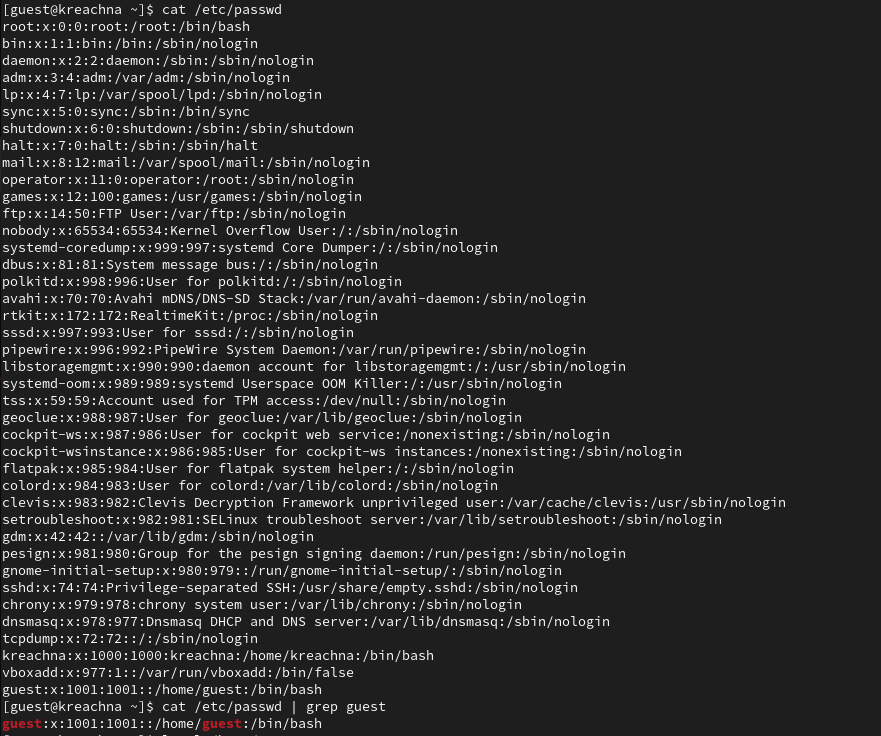 [guest@kreachna ~]$ cat /etc/passwd
root:x:0:0:root:/root:/bin/bash
bin:x:1:1:bin:/bin:/sbin/nologin
daemon:x:2:2:daemon:/sbin:/sbin/nologin
adm:x:3:4:adm:/var/adm:/sbin/nologin
lp:x:4:7:lp:/var/spool/lpd:/sbin/nologin
sync:x:5:0:sync:/sbin:/bin/sync
shutdown:x:6:0:shutdown:/sbin:/sbin/shutdown
halt:x:7:0:halt:/sbin:/sbin/halt
mail:x:8:12:mail:/var/spool/mail:/sbin/nologin
operator:x:11:0:operator:/root:/sbin/nologin
games:x:12:100:games:/usr/games:/sbin/nologin
ftp:x:14:50:FTP User:/var/ftp:/sbin/nologin
nobody:x:65534:65534:Kernel Overflow User:/:/sbin/nologin
systemd-coredump:x:999:997:systemd Core Dumper:/:/sbin/nologin
dbus:x:81:81:System message bus:/:/sbin/nologin
polkitd:x:998:996:User for polkitd:/:/sbin/nologin
avahi:x:70:70:Avahi mDNS/DNS-SD Stack:/var/run/avahi-daemon:/sbin/nologin
rtkit:x:172:172:RealtimeKit:/proc:/sbin/nologin
sssd:x:997:993:User for sssd:/:/sbin/nologin
pipewire:x:996:992:PipeWire System Daemon:/var/run/pipewire:/sbin/nologin
libstoragemgmt:x:990:990:daemon account for libstoragemgmt:/:/usr/sbin/nologin
systemd-oom:x:989:989:systemd Userspace OOM Killer:/:/usr/sbin/nologin
tss:x:59:59:Account used for TPM access:/dev/null:/sbin/nologin
geoclue:x:988:987:User for geoclue:/var/lib/geoclue:/sbin/nologin
cockpit-ws:x:987:986:User for cockpit web service:/nonexisting:/sbin/nologin
cockpit-wsinstance:x:986:985:User for cockpit-ws instances:/nonexisting:/sbin/nologin
flatpak:x:985:984:User for flatpak system helper:/:/sbin/nologin
colord:x:984:983:User for colord:/var/lib/colord:/sbin/nologin
clevis:x:983:982:Clevis Decryption Framework unprivileged user:/var/cache/clevis:/usr/sbin/nologin
setroubleshoot:x:982:981:SELinux troubleshoot server:/var/lib/setroubleshoot:/sbin/nologin
gdm:x:42:42::/var/lib/gdm:/sbin/nologin
pesign:x:981:980:Group for the pesign signing daemon:/run/pesign:/sbin/nologin
gnome-initial-setup:x:980:979::/run/gnome-initial-setup/:/sbin/nologin
sshd:x:74:74:Privilege-separated SSH:/usr/share/empty.sshd:/sbin/nologin
chrony:x:979:978:chrony system user:/var/lib/chrony:/sbin/nologin
dnsmasq:x:978:977:Dnsmasq DHCP and DNS server:/var/lib/dnsmasq:/sbin/nologin
tcpdump:x:72:72::/:/sbin/nologin
kreachna:x:1000:1000:kreachna:/home/kreachna:/bin/bash
vboxadd:x:977:1::/var/run/vboxadd:/bin/false
guest:x:1001:1001::/home/guest:/bin/bash
[guest@kreachna ~]$ cat /etc/passwd | grep guest
guest:x:1001:1001::/home/guest:/bin/bash